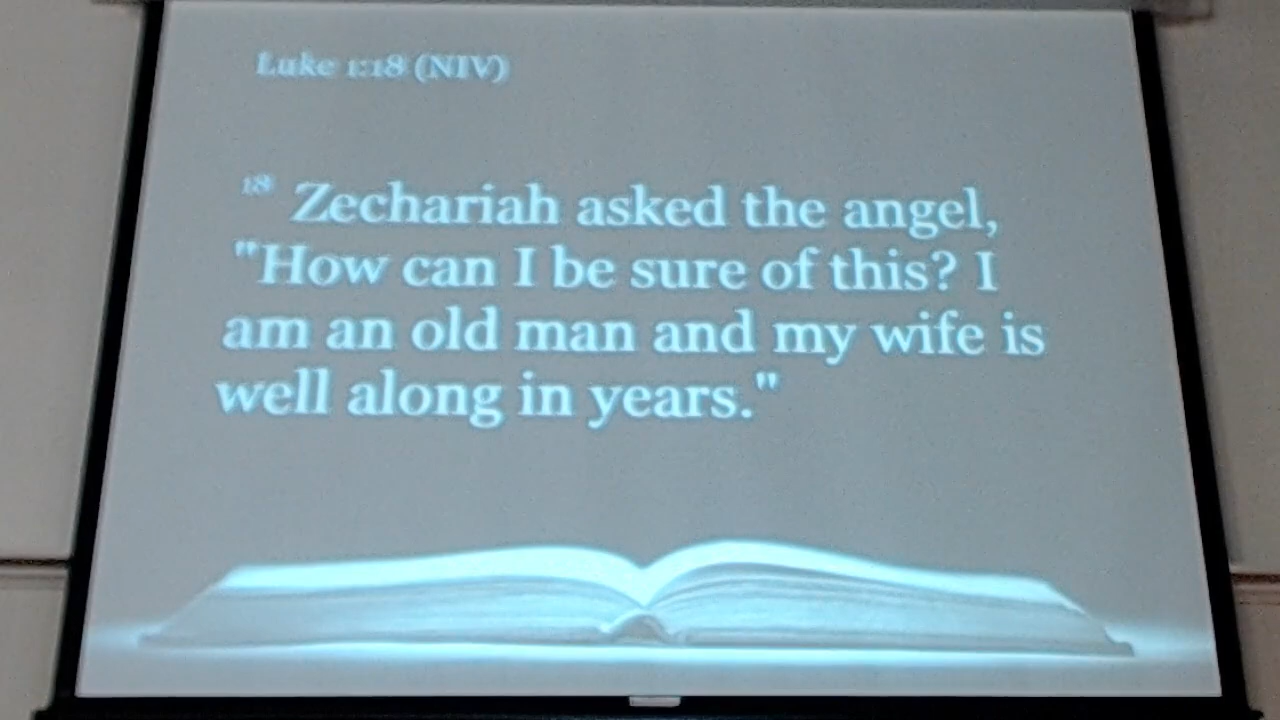 Luke 1:18 (NIV)
18 Zechariah asked the angel,
"How can I be sure of this? I
am an old man and my wife is
well along in years."